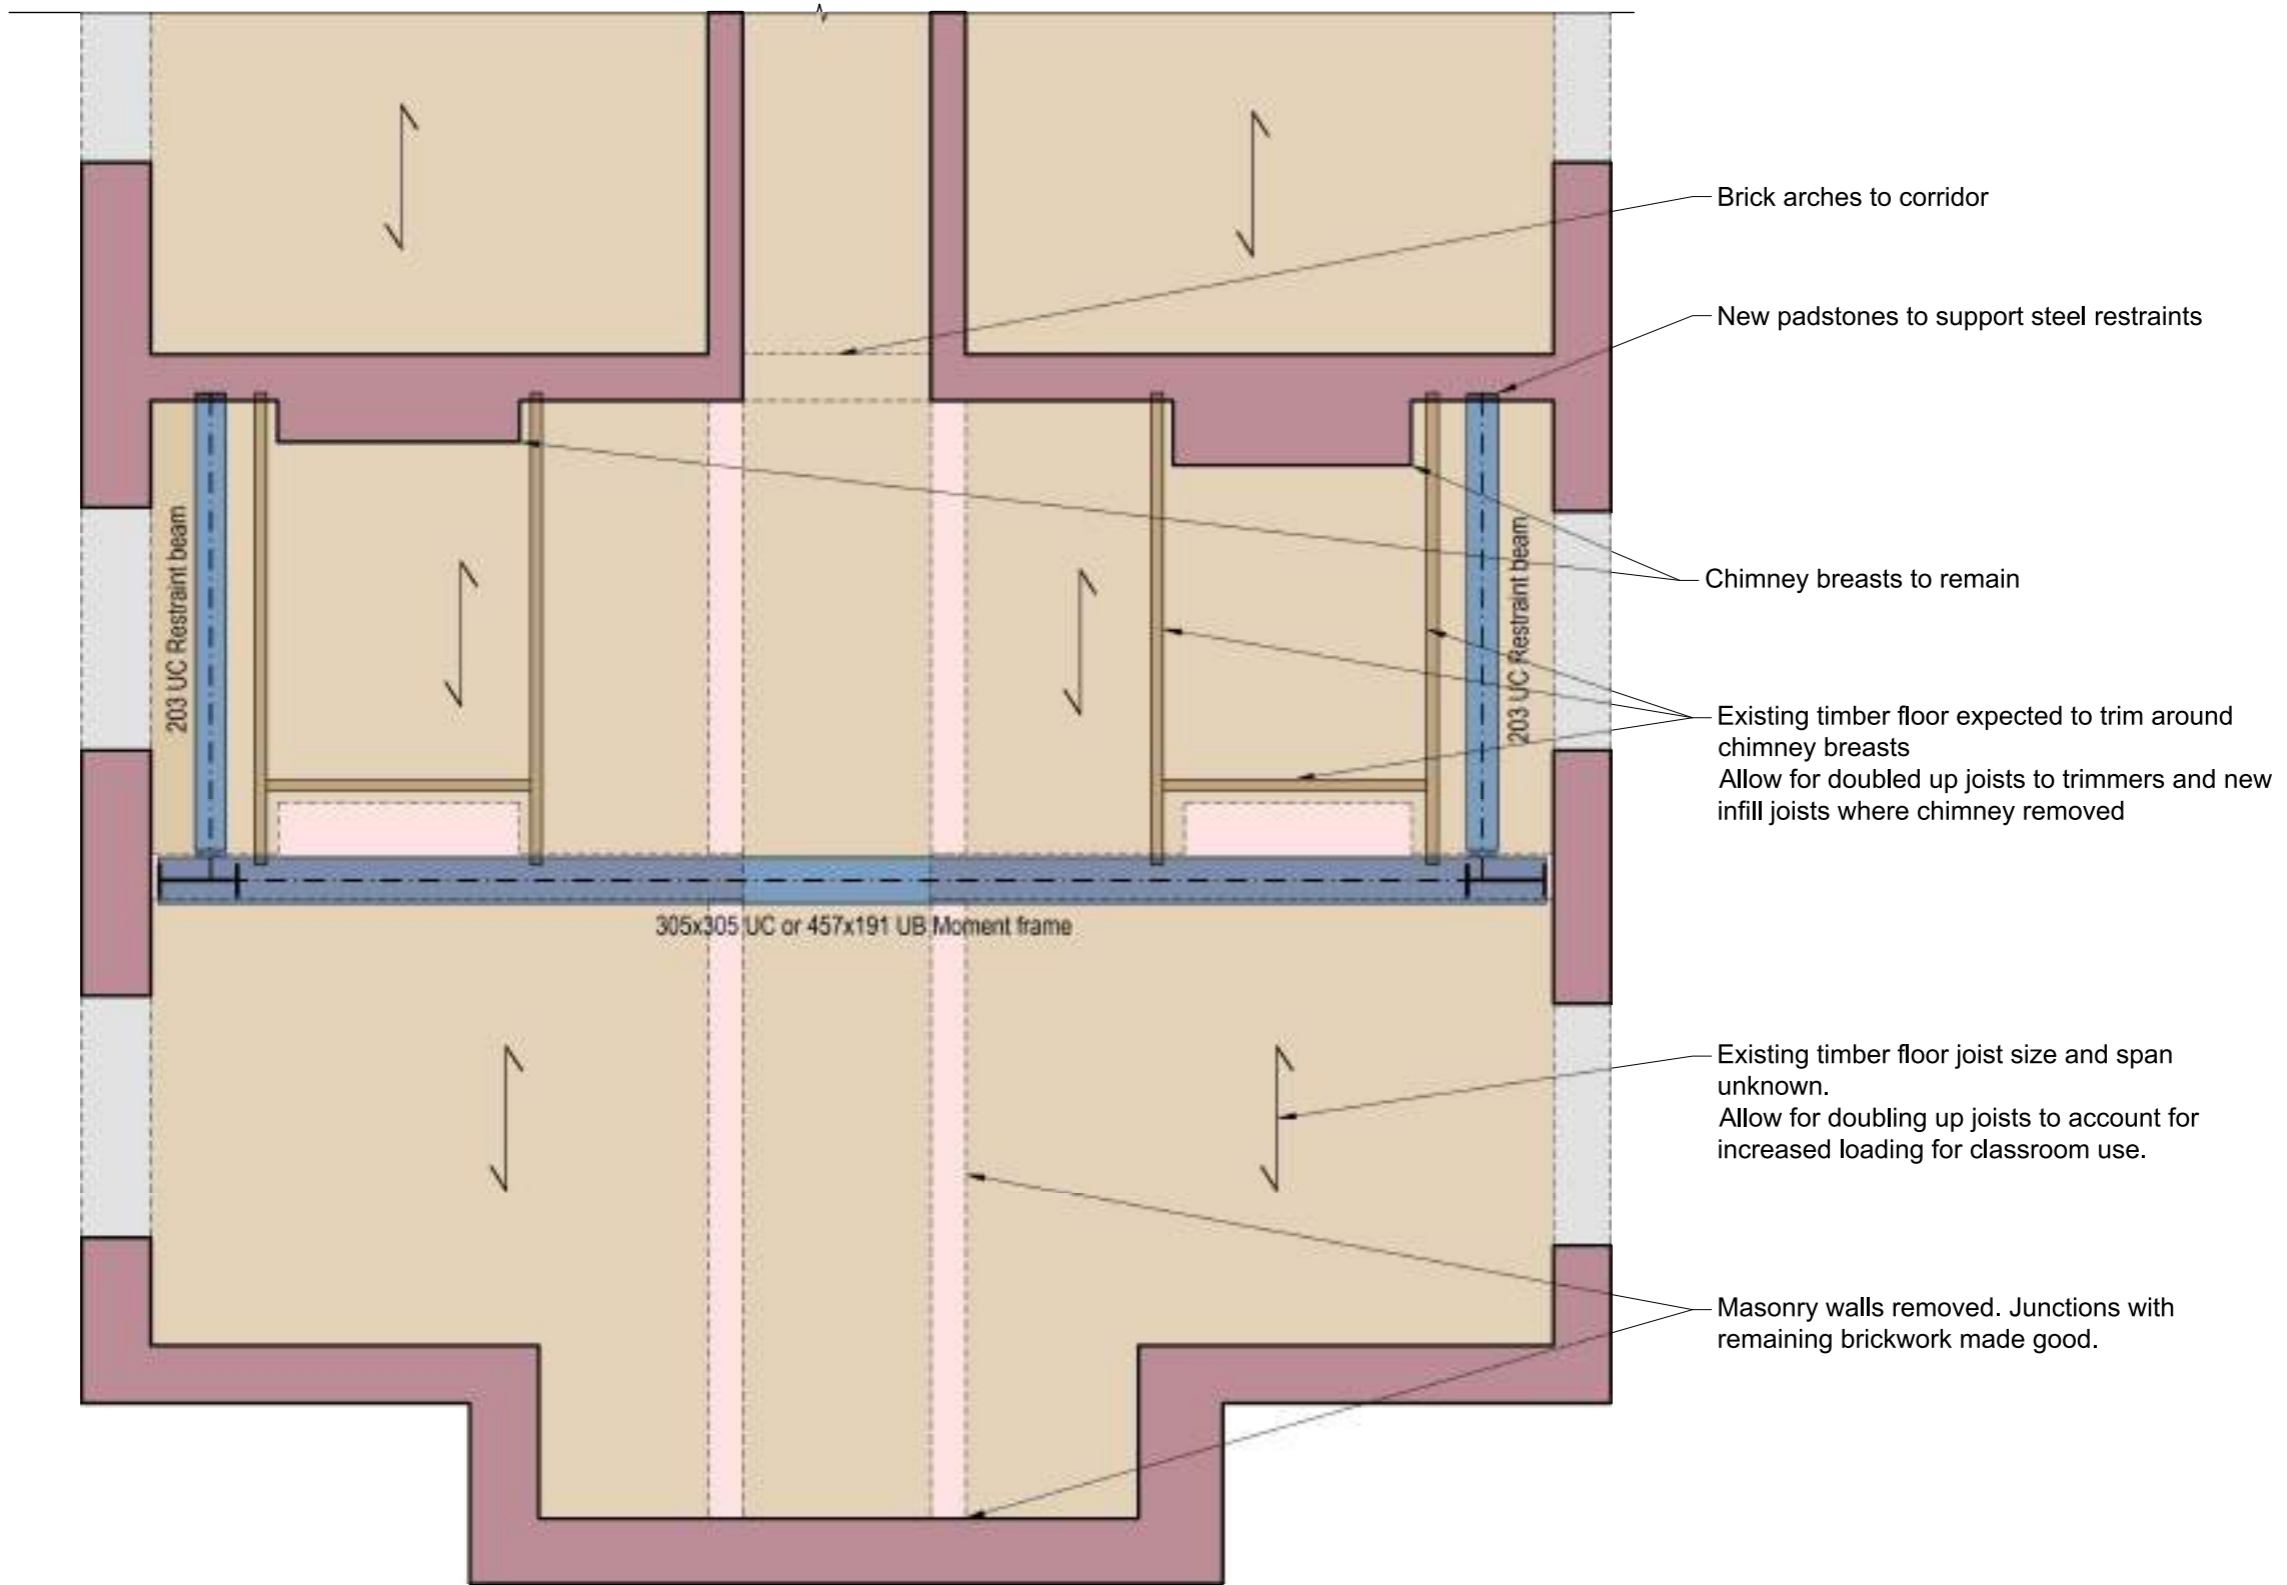 Brick arches to corridor
New padstones to support steel restraints
203 UC Restraint beam
203 UC Restraint beam
Chimney breasts to remain
Existing timber floor expected to trim around
chimney breasts
Allow for doubled up joists to trimmers and new
infill joists where chimney removed
305x305 UC or 457x191 UB Moment frame
Existing timber floor joist size and span
unknown.
Allow for doubling up joists to account for
increased loading for classroom use.
Masonry walls removed. Junctions with
remaining brickwork made good.